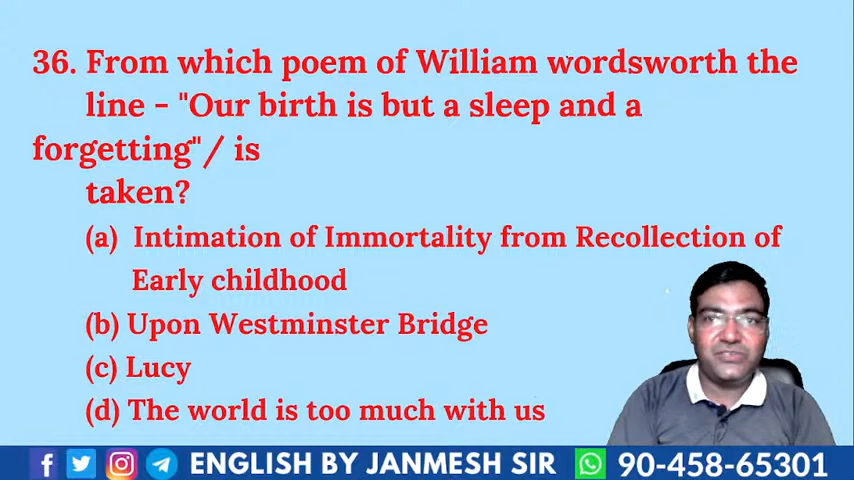 36. From which poem of William wordsworth the
line - "Our birth is but a sleep and a
forgetting"/ is
taken?
(a) Intimation of Immortality from Recollection of
Early childhood
(b) Upon Westminster Bridge
(c) Lucy
(d) The world is too much with us
ENGLISH BY JANMESH SIR 90-458-65301